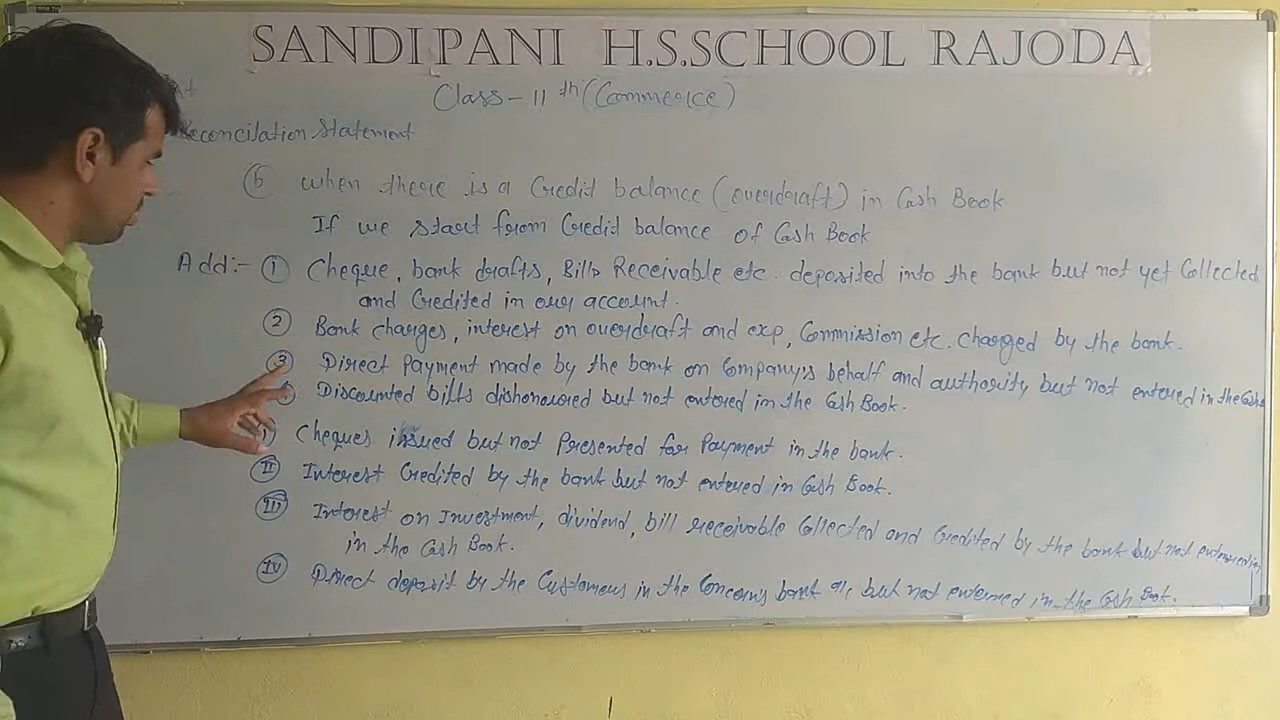 SANDIPANI H.S.SCHOOL RAJODA
Class - 11 th (Commerce)
Reconcilation Statement
(5) when there is a Credit balance (overdraft) in Cash Book
If we start from Credit balance of Cash Book
Add:- (1) Cheque, bank drafts, Bills Receivable etc. deposited into the bank but not yet Collected
and Credited in our account.
(2) Bank charges, interest on overdraft and exp, Commission etc. charged by the bank.
(3) Direct Payment made by the bank on Company's behalf and authority but not entered in the Cash
Discounted bills dishonoured but not entered in the Cash Book.
(I) Cheques issued but not Presented for Payment in the bank.
(II) Interest Credited by the bank but not entered in Cash Book.
(III) Interest on Investment, dividend, bill receivable Collected and Credited by the bank but not entered in
in the Cash Book.
(IV) Direct deposit by the Customers in the Concern's bank a/c but not entered in the Cash Book.